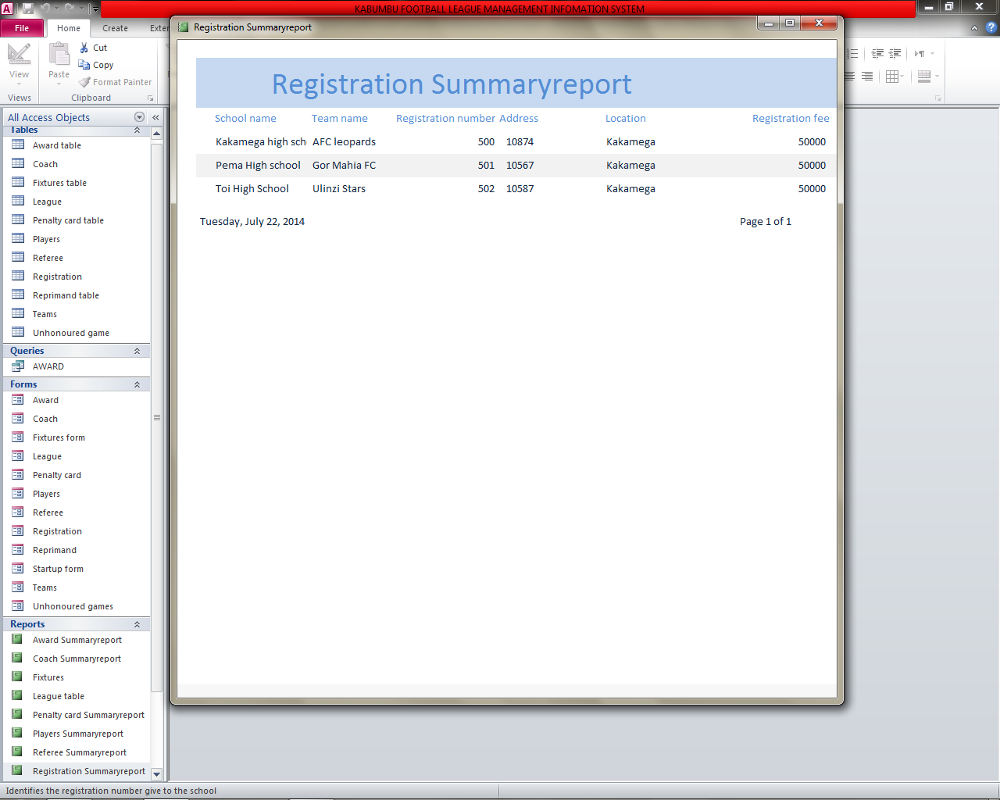 KABUMBU FOOTBALL LEAGUE MANAGEMENT INFOMATION SYSTEM
File Home Create Exter
View Paste Cut
Copy
Format Painter
Views Clipboard
Registration Summaryreport
All Access Objects
Tables
Award table
Coach
Fixtures table
League
Penalty card table
Players
Referee
Registration
Reprimand table
Teams
Unhonoured game
Queries
AWARD
Forms
Award
Coach
Fixtures form
League
Penalty card
Players
Referee
Registration
Reprimand
Startup form
Teams
Unhonoured games
Reports
Award Summaryreport
Coach Summaryreport
Fixtures
League table
Penalty card Summaryreport
Players Summaryreport
Referee Summaryreport
Registration Summaryreport
Registration Summaryreport
School name Team name Registration number Address Location Registration fee
Kakamega high sch AFC leopards 500 10874 Kakamega 50000
Pema High school Gor Mahia FC 501 10567 Kakamega 50000
Toi High School Ulinzi Stars 502 10587 Kakamega 50000
Tuesday, July 22, 2014 Page 1 of 1
Identifies the registration number give to the school